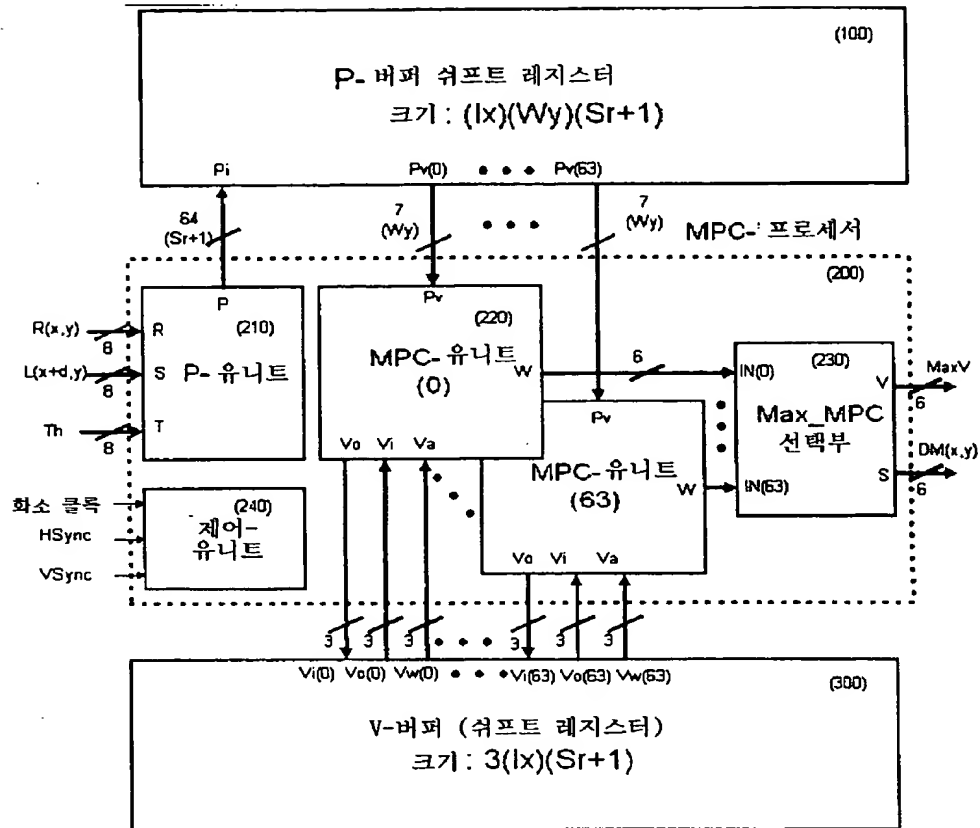 (100)
P- 버퍼 쉬프트 레지스터
크기 : (Ix)(Wy)(Sr+1)
Pi
Pv(0)
Pv(63)
64
(Sr+1)
7
(Wy)
7
(Wy)
MPC- 프로세서
(200)
P
(210)
R
S
T
P-유니트
R(x,y)
8
L(x+d,y)
8
Th
8
Pv
(220)
MPC-유니트
(0)
W
Vo Vi Va
6
Pv
MPC-유니트
(63)
W
Vo Vi Va
(230)
IN(0)
Max_MPC
선택부
IN(63)
V
S
MaxV
6
DM(x,y)
6
화소 클록
HSync
VSync
(240)
제어-
유니트
3 3 3
3 3 3
Vi(0) Vo(0) Vw(0)
Vi(63) Vo(63) Vw(63)
(300)
V-버퍼 (쉬프트 레지스터)
크기 : 3(Ix)(Sr+1)